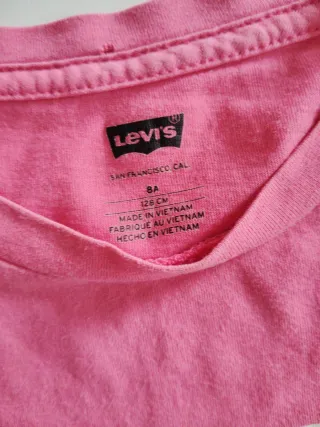 Levi's ®
SAN FRANCISCO, CAL
8A
128 CM
MADE IN VIETNAM
FABRIQUÉ AU VIETNAM
HECHO EN VIETNAM